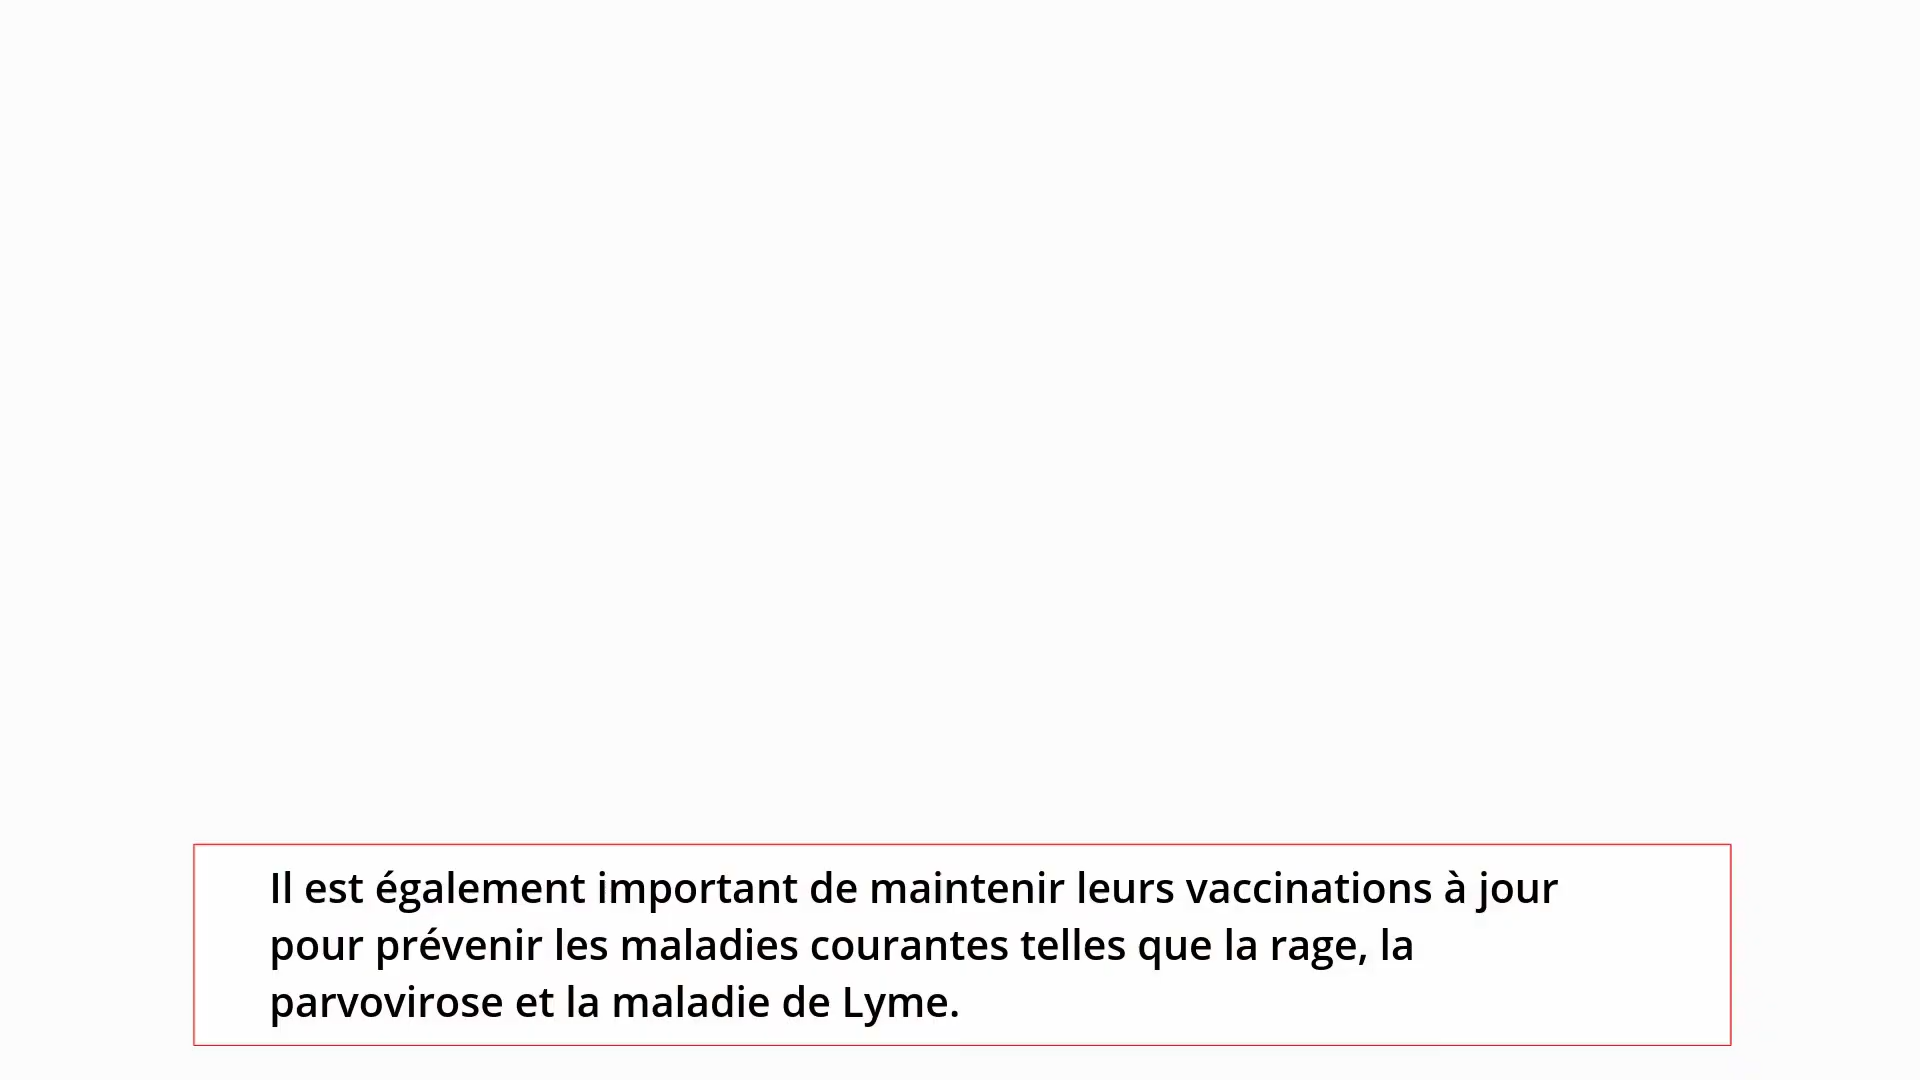 Il est également important de maintenir leurs vaccinations à jour
pour prévenir les maladies courantes telles que la rage, la
parvovirose et la maladie de Lyme.